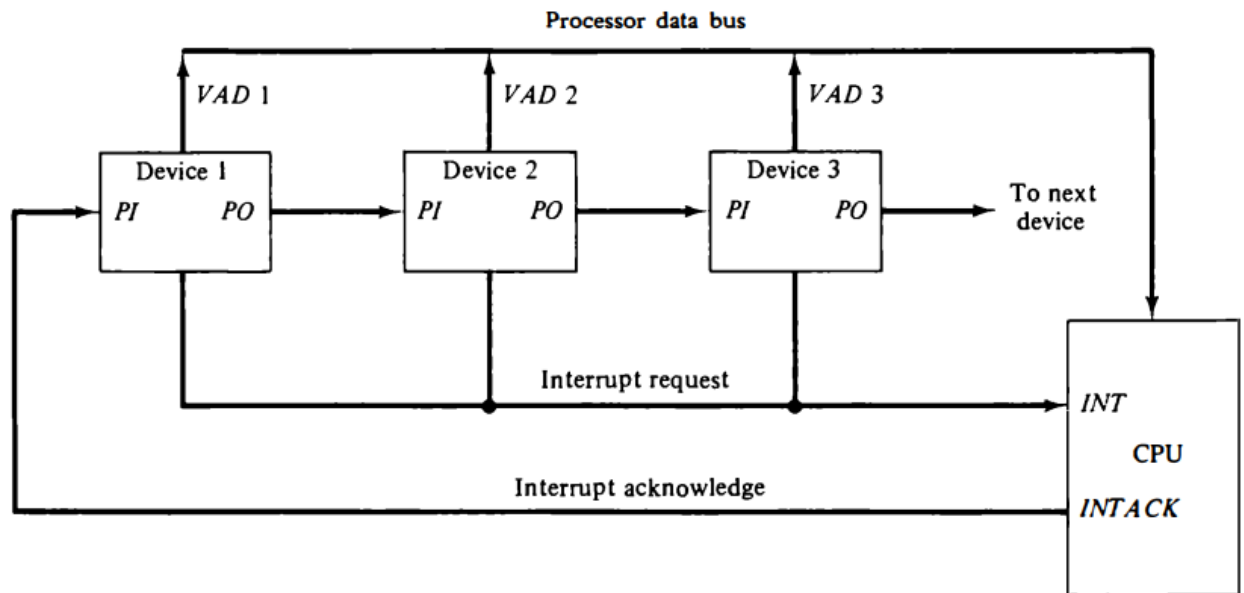 Processor data bus
VAD 1
VAD 2
VAD 3
Device 1
Device 2
Device 3
PI
PO
PI
PO
PI
PO
To next
device
Interrupt request
INT
CPU
Interrupt acknowledge
INTACK